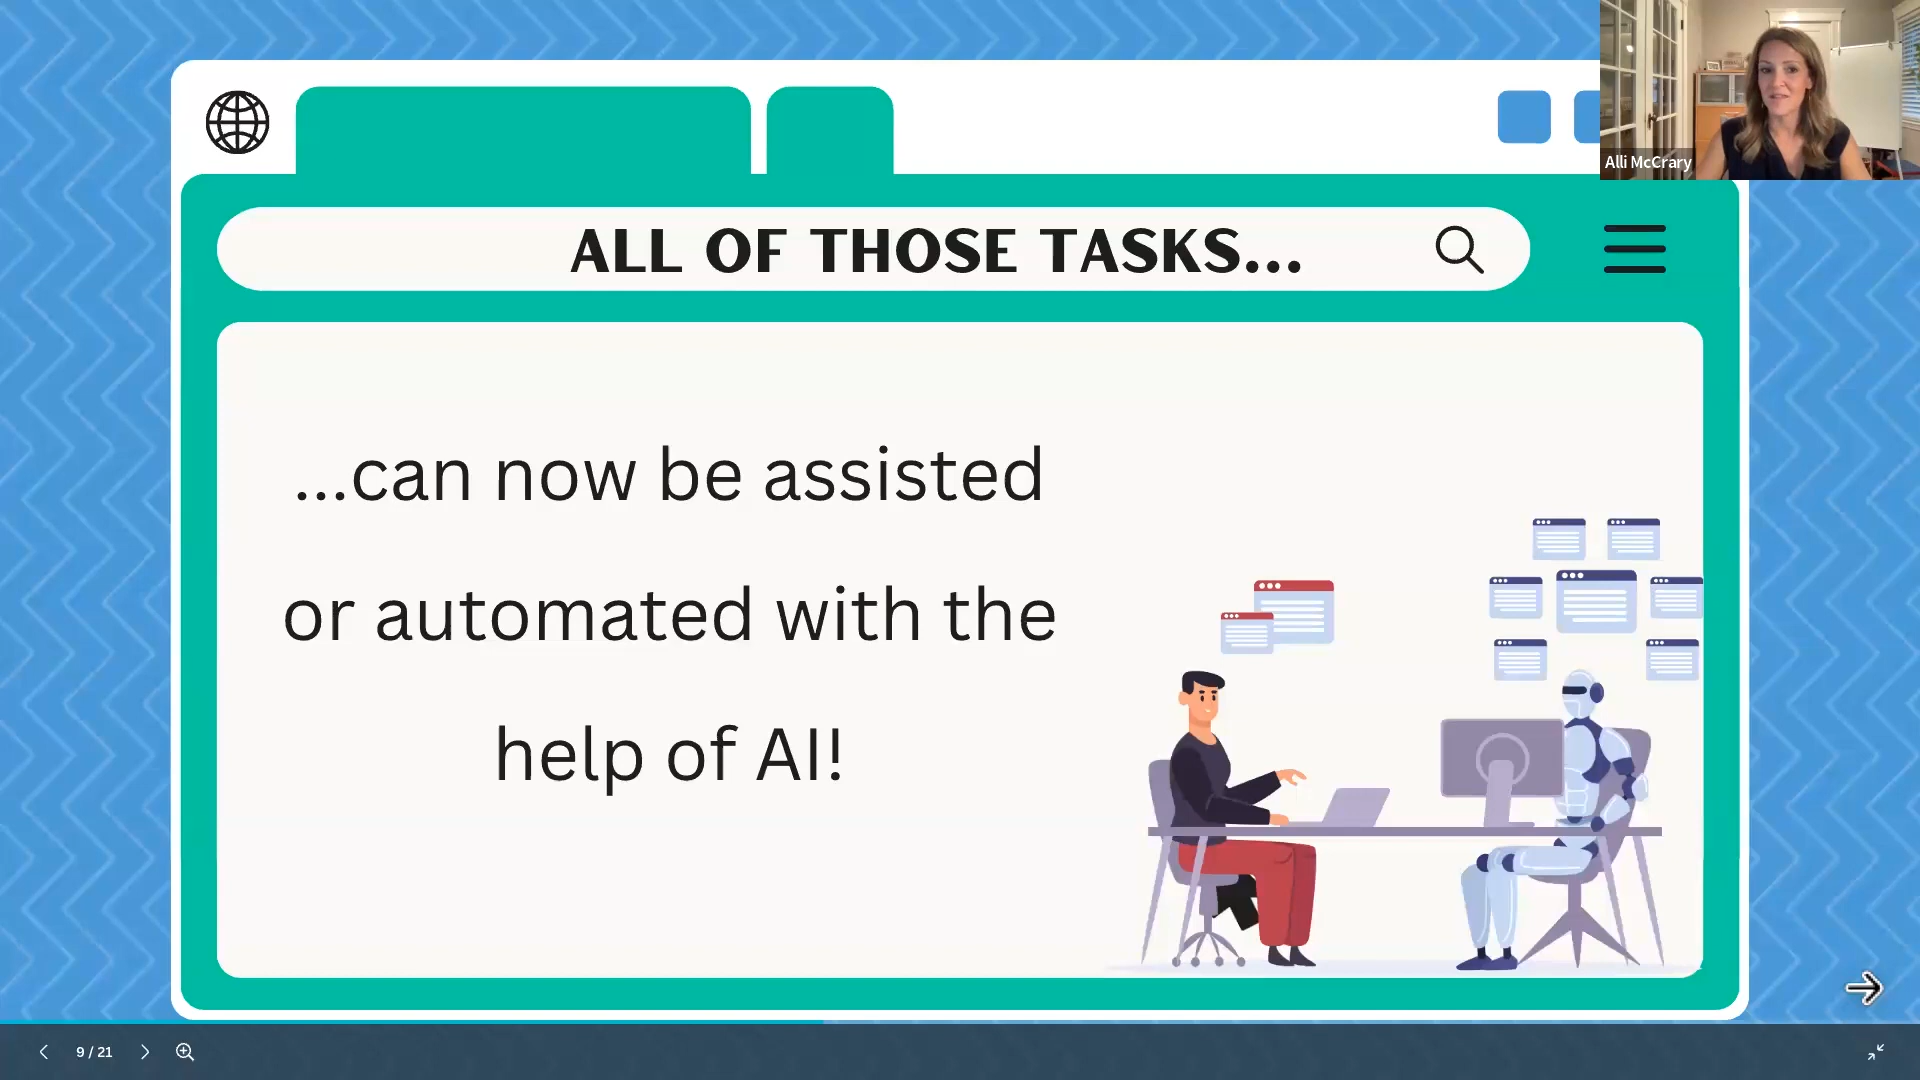 Alli McCrary
ALL OF THOSE TASKS...
...can now be assisted
or automated with the
help of AI!
9 / 21